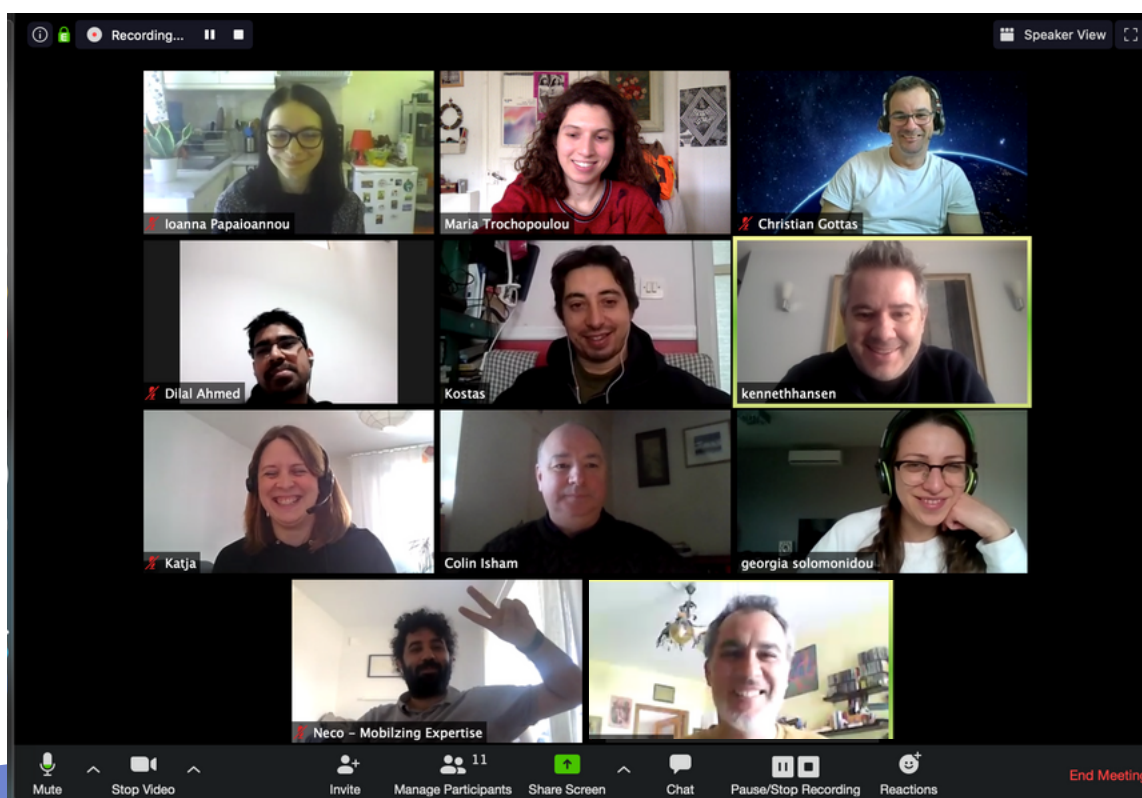 Recording...
Speaker View
Ioanna Papaioannou
Maria Trochopoulou
Christian Gottas
Dilal Ahmed
Kostas
kennethhansen
Katja
Colin Isham
georgia solomonidou
Neco – Mobilzing Expertise
11
Mute
Stop Video
Invite
Manage Participants
Share Screen
Chat
Pause/Stop Recording
Reactions
End Meeting